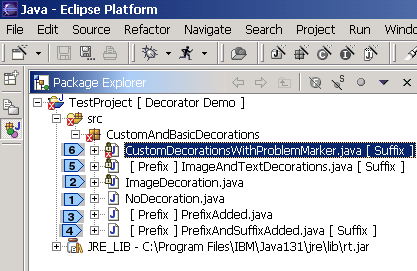 Java - Eclipse Platform
File Edit Source Refactor Navigate Search Project Run
Package Explorer
TestProject [ Decorator Demo ]
src
CustomAndBasicDecorations
6 CustomDecorationsWithProblemMarker.java [ Suffix ]
5 [ Prefix ] ImageAndTextDecorations.java [ Suffix ]
2 ImageDecoration.java
1 NoDecoration.java
3 [ Prefix ] PrefixAdded.java
4 [ Prefix ] PrefixAndSuffixAdded.java [ Suffix ]
JRE_LIB - C:\Program Files\IBM\Java131\jre\lib\rt.jar